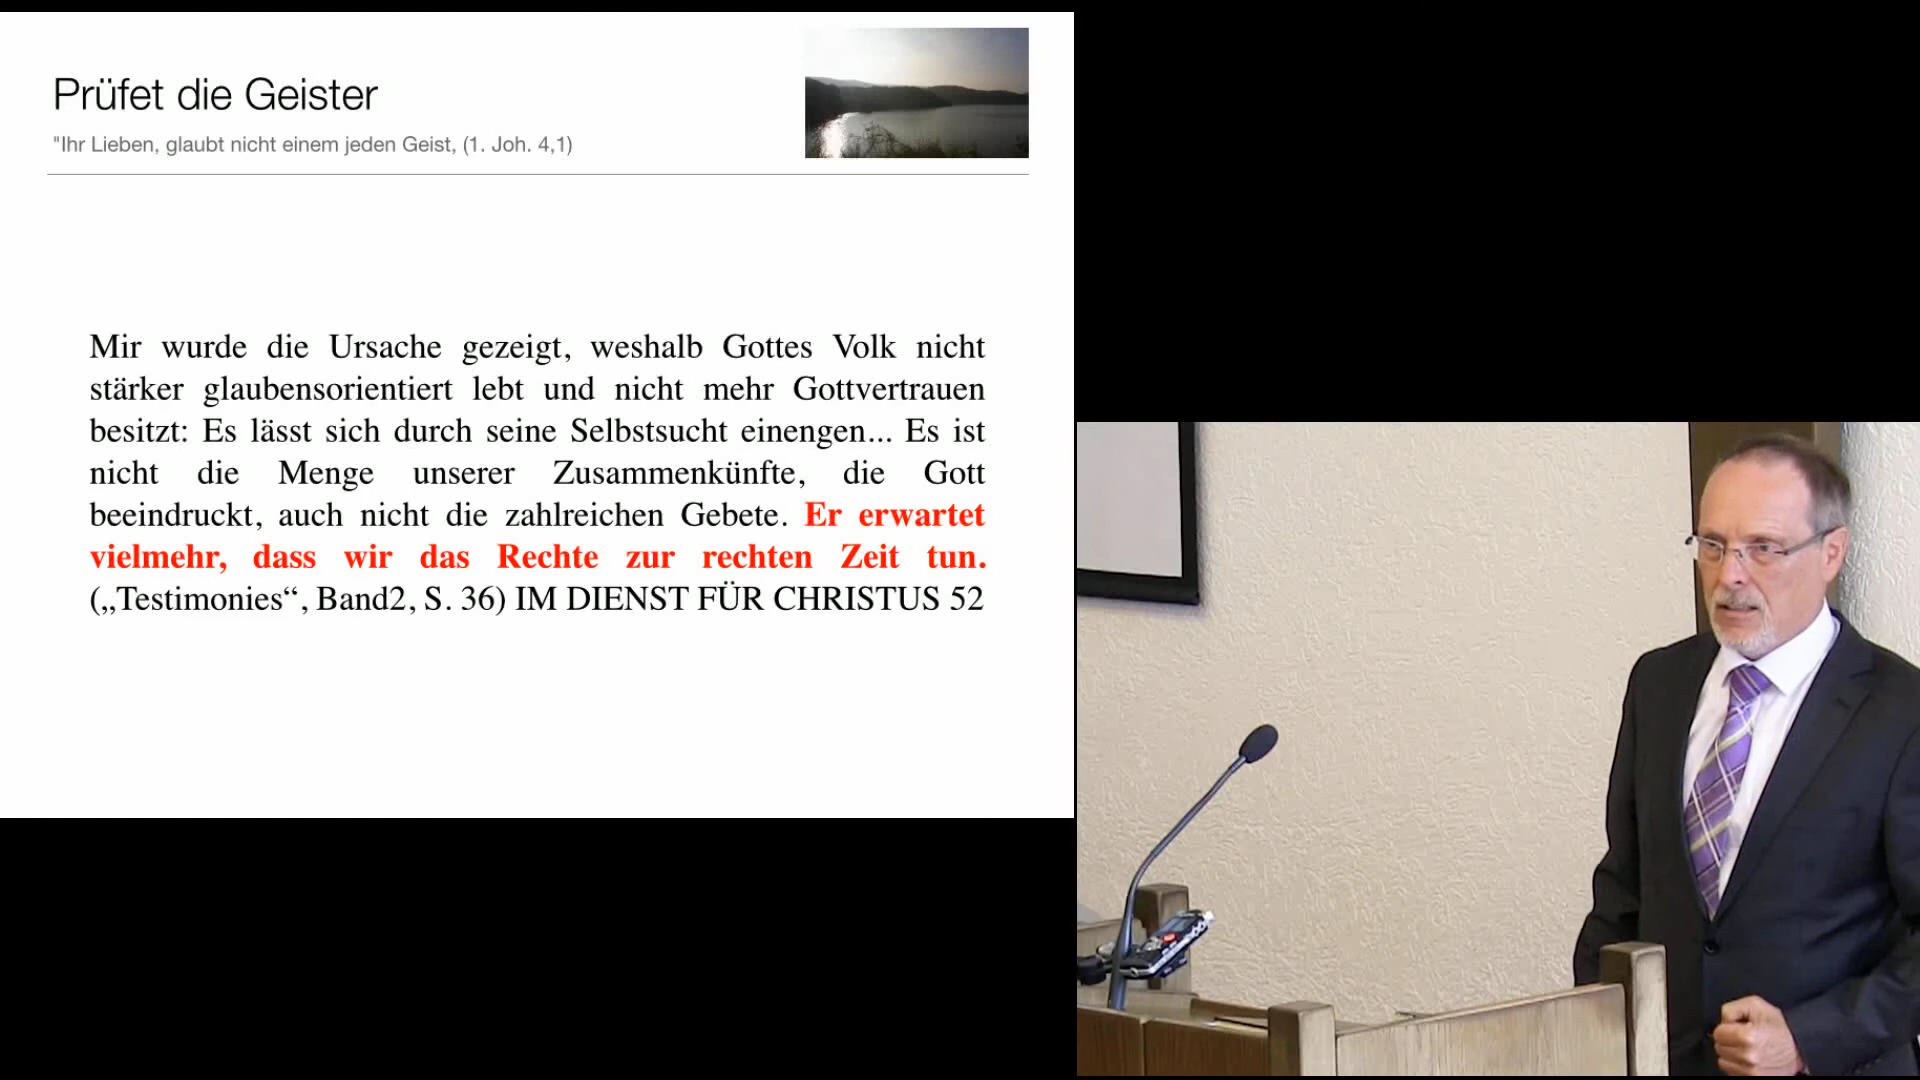 Prüfet die Geister
"Ihr Lieben, glaubt nicht einem jeden Geist, (1. Joh. 4,1)
Mir wurde die Ursache gezeigt, weshalb Gottes Volk nicht
stärker glaubensorientiert lebt und nicht mehr Gottvertrauen
besitzt: Es lässt sich durch seine Selbstsucht einengen... Es ist
nicht die Menge unserer Zusammenkünfte, die Gott
beeindruckt, auch nicht die zahlreichen Gebete. Er erwartet
vielmehr, dass wir das Rechte zur rechten Zeit tun.
(„Testimonies“, Band2, S. 36) IM DIENST FÜR CHRISTUS 52